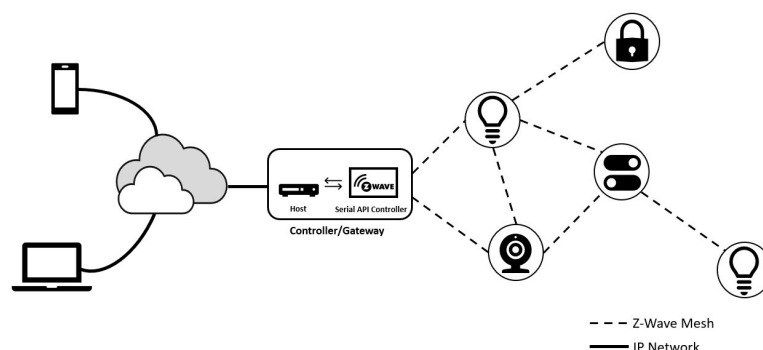 Z WAVE
Host
Serial API Controller
Controller/Gateway
Z-Wave Mesh
IP Network